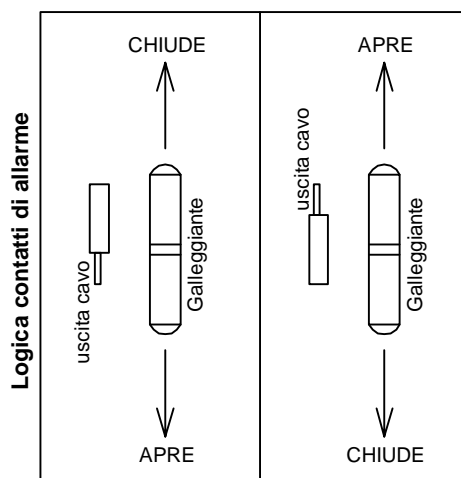 Logica contatti di allarme
CHIUDE
uscita cavo
Galleggiante
APRE
APRE
uscita cavo
Galleggiante
CHIUDE